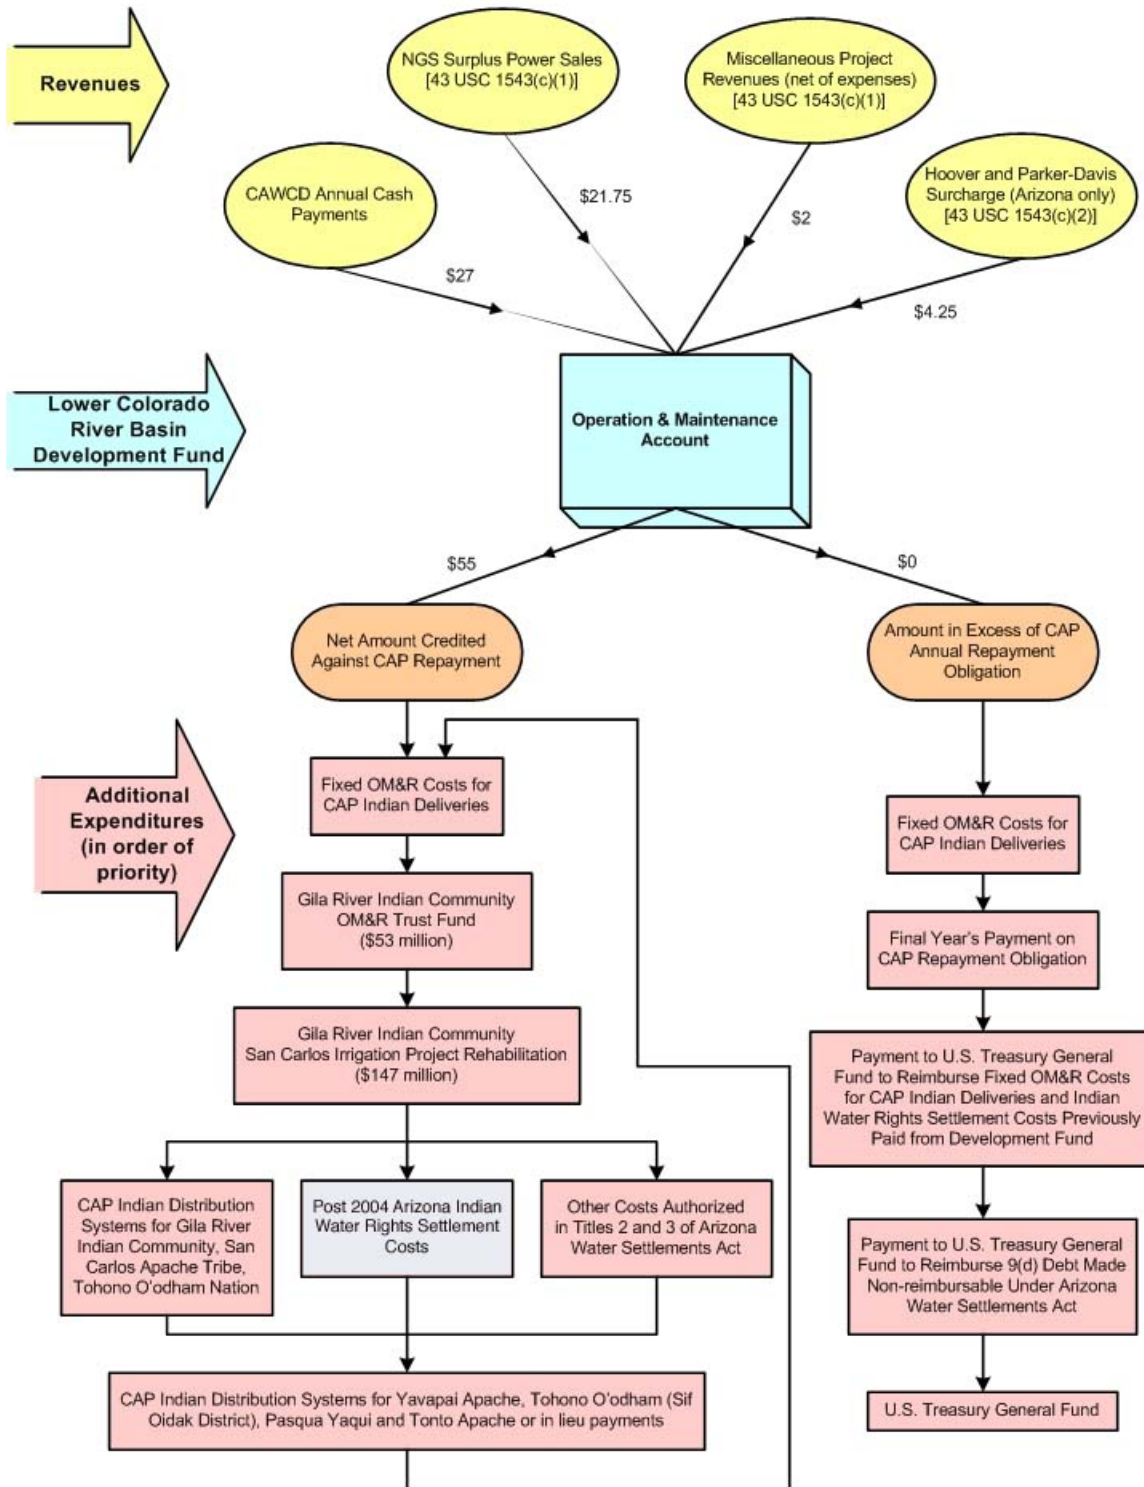 Revenues
NGS Surplus Power Sales
[43 USC 1543(c)(1)]
Miscellaneous Project
Revenues (net of expenses)
[43 USC 1543(c)(1)]
CAWCD Annual Cash
Payments
Hoover and Parker-Davis
Surcharge (Arizona only)
[43 USC 1543(c)(2)]
$27
$21.75
$2
$4.25
Lower Colorado
River Basin
Development Fund
Operation & Maintenance
Account
$55
$0
Net Amount Credited
Against CAP Repayment
Amount in Excess of CAP
Annual Repayment
Obligation
Additional
Expenditures
(in order of
priority)
Fixed OM&R Costs for
CAP Indian Deliveries
Gila River Indian Community
OM&R Trust Fund
($53 million)
Gila River Indian Community
San Carlos Irrigation Project Rehabilitation
($147 million)
CAP Indian Distribution
Systems for Gila River
Indian Community, San
Carlos Apache Tribe,
Tohono O'odham Nation
Post 2004 Arizona Indian
Water Rights Settlement
Costs
Other Costs Authorized
in Titles 2 and 3 of Arizona
Water Settlements Act
CAP Indian Distribution Systems for Yavapai Apache, Tohono O'odham (Sif
Oidak District), Pasqua Yaqui and Tonto Apache or in lieu payments
Fixed OM&R Costs for
CAP Indian Deliveries
Final Year's Payment on
CAP Repayment Obligation
Payment to U.S. Treasury General
Fund to Reimburse Fixed OM&R Costs
for CAP Indian Deliveries and Indian
Water Rights Settlement Costs Previously
Paid from Development Fund
Payment to U.S. Treasury General
Fund to Reimburse 9(d) Debt Made
Non-reimbursable Under Arizona
Water Settlements Act
U.S. Treasury General Fund